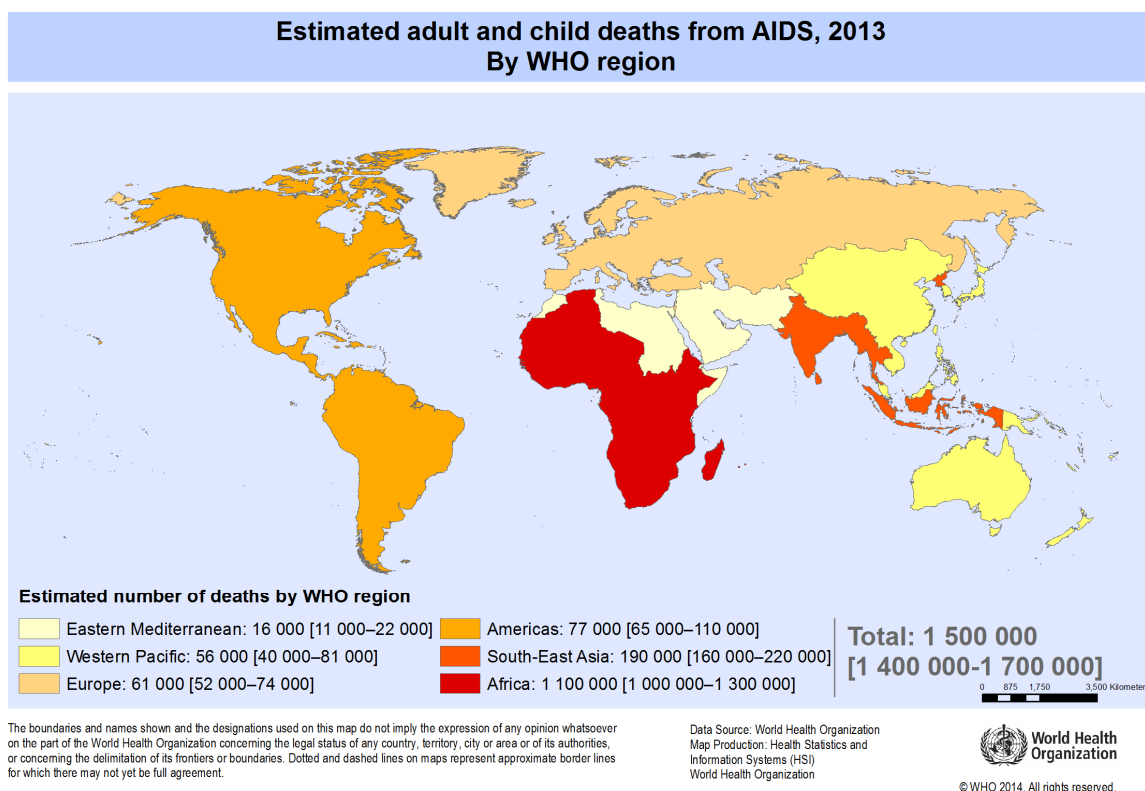 Estimated adult and child deaths from AIDS, 2013
By WHO region
Estimated number of deaths by WHO region
Eastern Mediterranean: 16 000 [11 000–22 000]
Western Pacific: 56 000 [40 000–81 000]
Europe: 61 000 [52 000–74 000]
Americas: 77 000 [65 000–110 000]
South-East Asia: 190 000 [160 000–220 000]
Africa: 1 100 000 [1 000 000–1 300 000]
Total: 1 500 000
[1 400 000-1 700 000]
0 875 1,750 3,500 Kilometer
The boundaries and names shown and the designations used on this map do not imply the expression of any opinion whatsoever
on the part of the World Health Organization concerning the legal status of any country, territory, city or area or of its authorities,
or concerning the delimitation of its frontiers or boundaries. Dotted and dashed lines on maps represent approximate border lines
for which there may not yet be full agreement.
Data Source: World Health Organization
Map Production: Health Statistics and
Information Systems (HSI)
World Health Organization
World Health
Organization
© WHO 2014. All rights reserved.